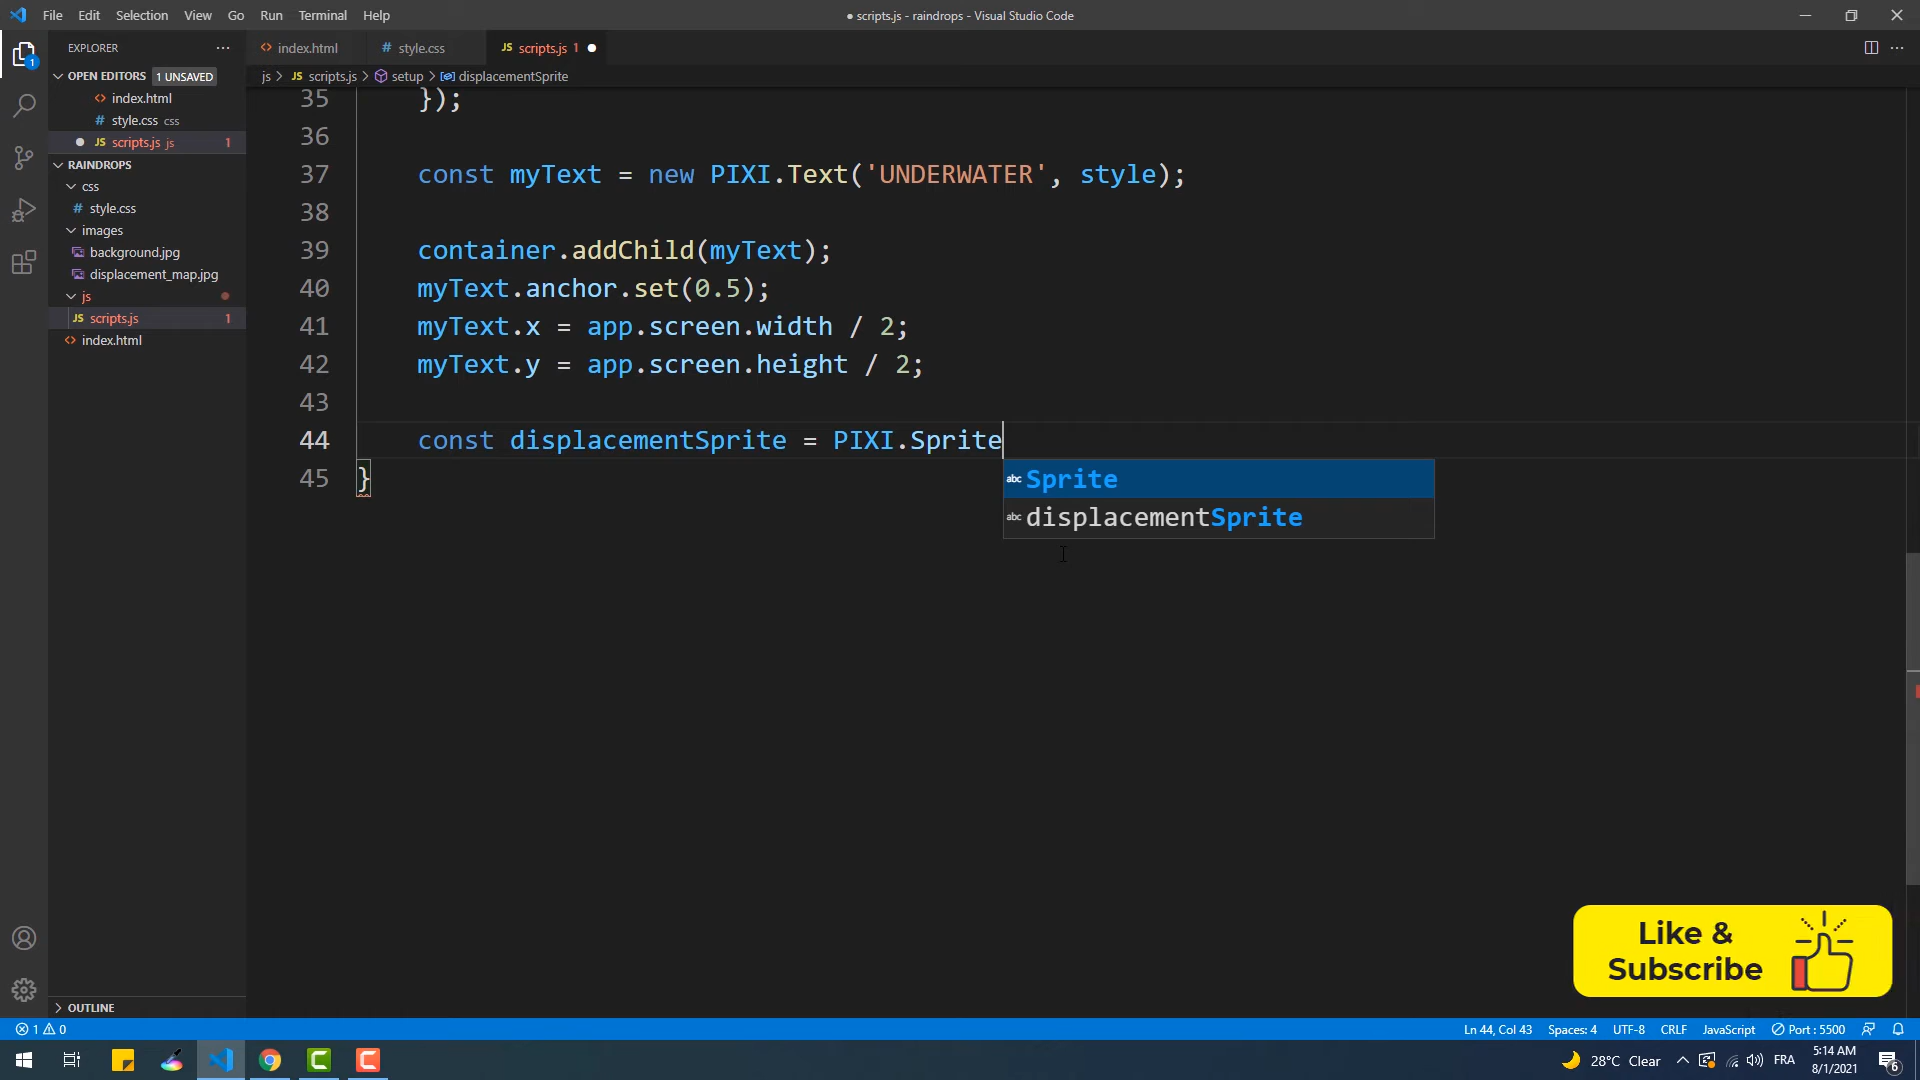 File Edit Selection View Go Run Terminal Help
● scripts.js - raindrops - Visual Studio Code
EXPLORER
index.html
style.css
scripts.js 1
OPEN EDITORS 1 UNSAVED
js > JS scripts.js > setup > displacementSprite
index.html
style.css css
scripts.js js 1
RAINDROPS
css
style.css
images
background.jpg
displacement_map.jpg
js
scripts.js 1
index.html
35 });
36
37 const myText = new PIXI.Text('UNDERWATER', style);
38
39 container.addChild(myText);
40 myText.anchor.set(0.5);
41 myText.x = app.screen.width / 2;
42 myText.y = app.screen.height / 2;
43
44 const displacementSprite = PIXI.Sprite
45 }
abc Sprite
abc displacementSprite
Like &
Subscribe
OUTLINE
1 0
Ln 44, Col 43 Spaces: 4 UTF-8 CRLF JavaScript Port : 5500
28°C Clear
FRA
5:14 AM
8/1/2021
6